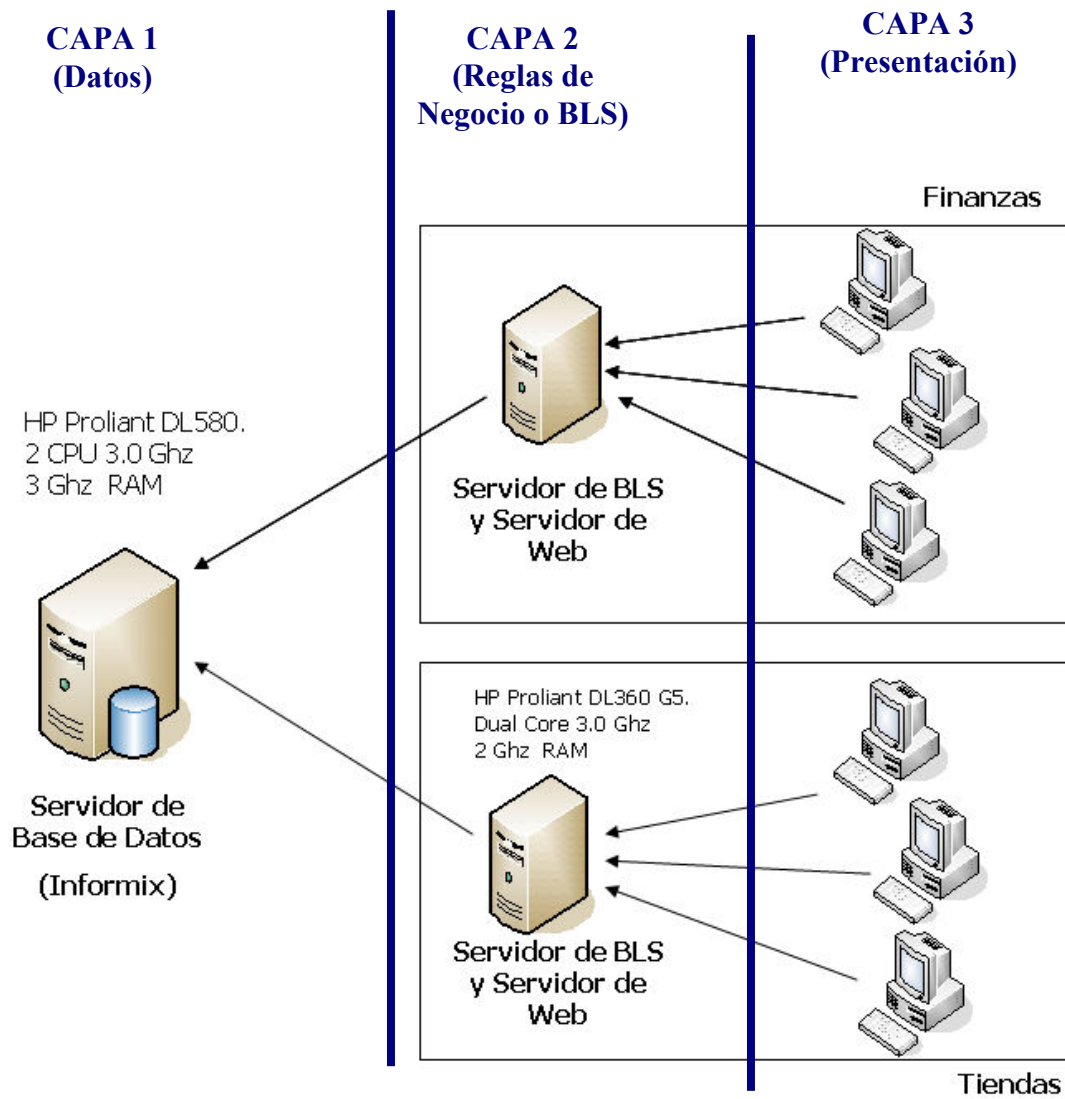 CAPA 1
(Datos)
CAPA 2
(Reglas de
Negocio o BLS)
CAPA 3
(Presentación)
Finanzas
HP Proliant DL580.
2 CPU 3.0 Ghz
3 Ghz RAM
Servidor de BLS
y Servidor de
Web
Servidor de
Base de Datos
(Informix)
HP Proliant DL360 G5.
Dual Core 3.0 Ghz
2 Ghz RAM
Servidor de BLS
y Servidor de
Web
Tiendas